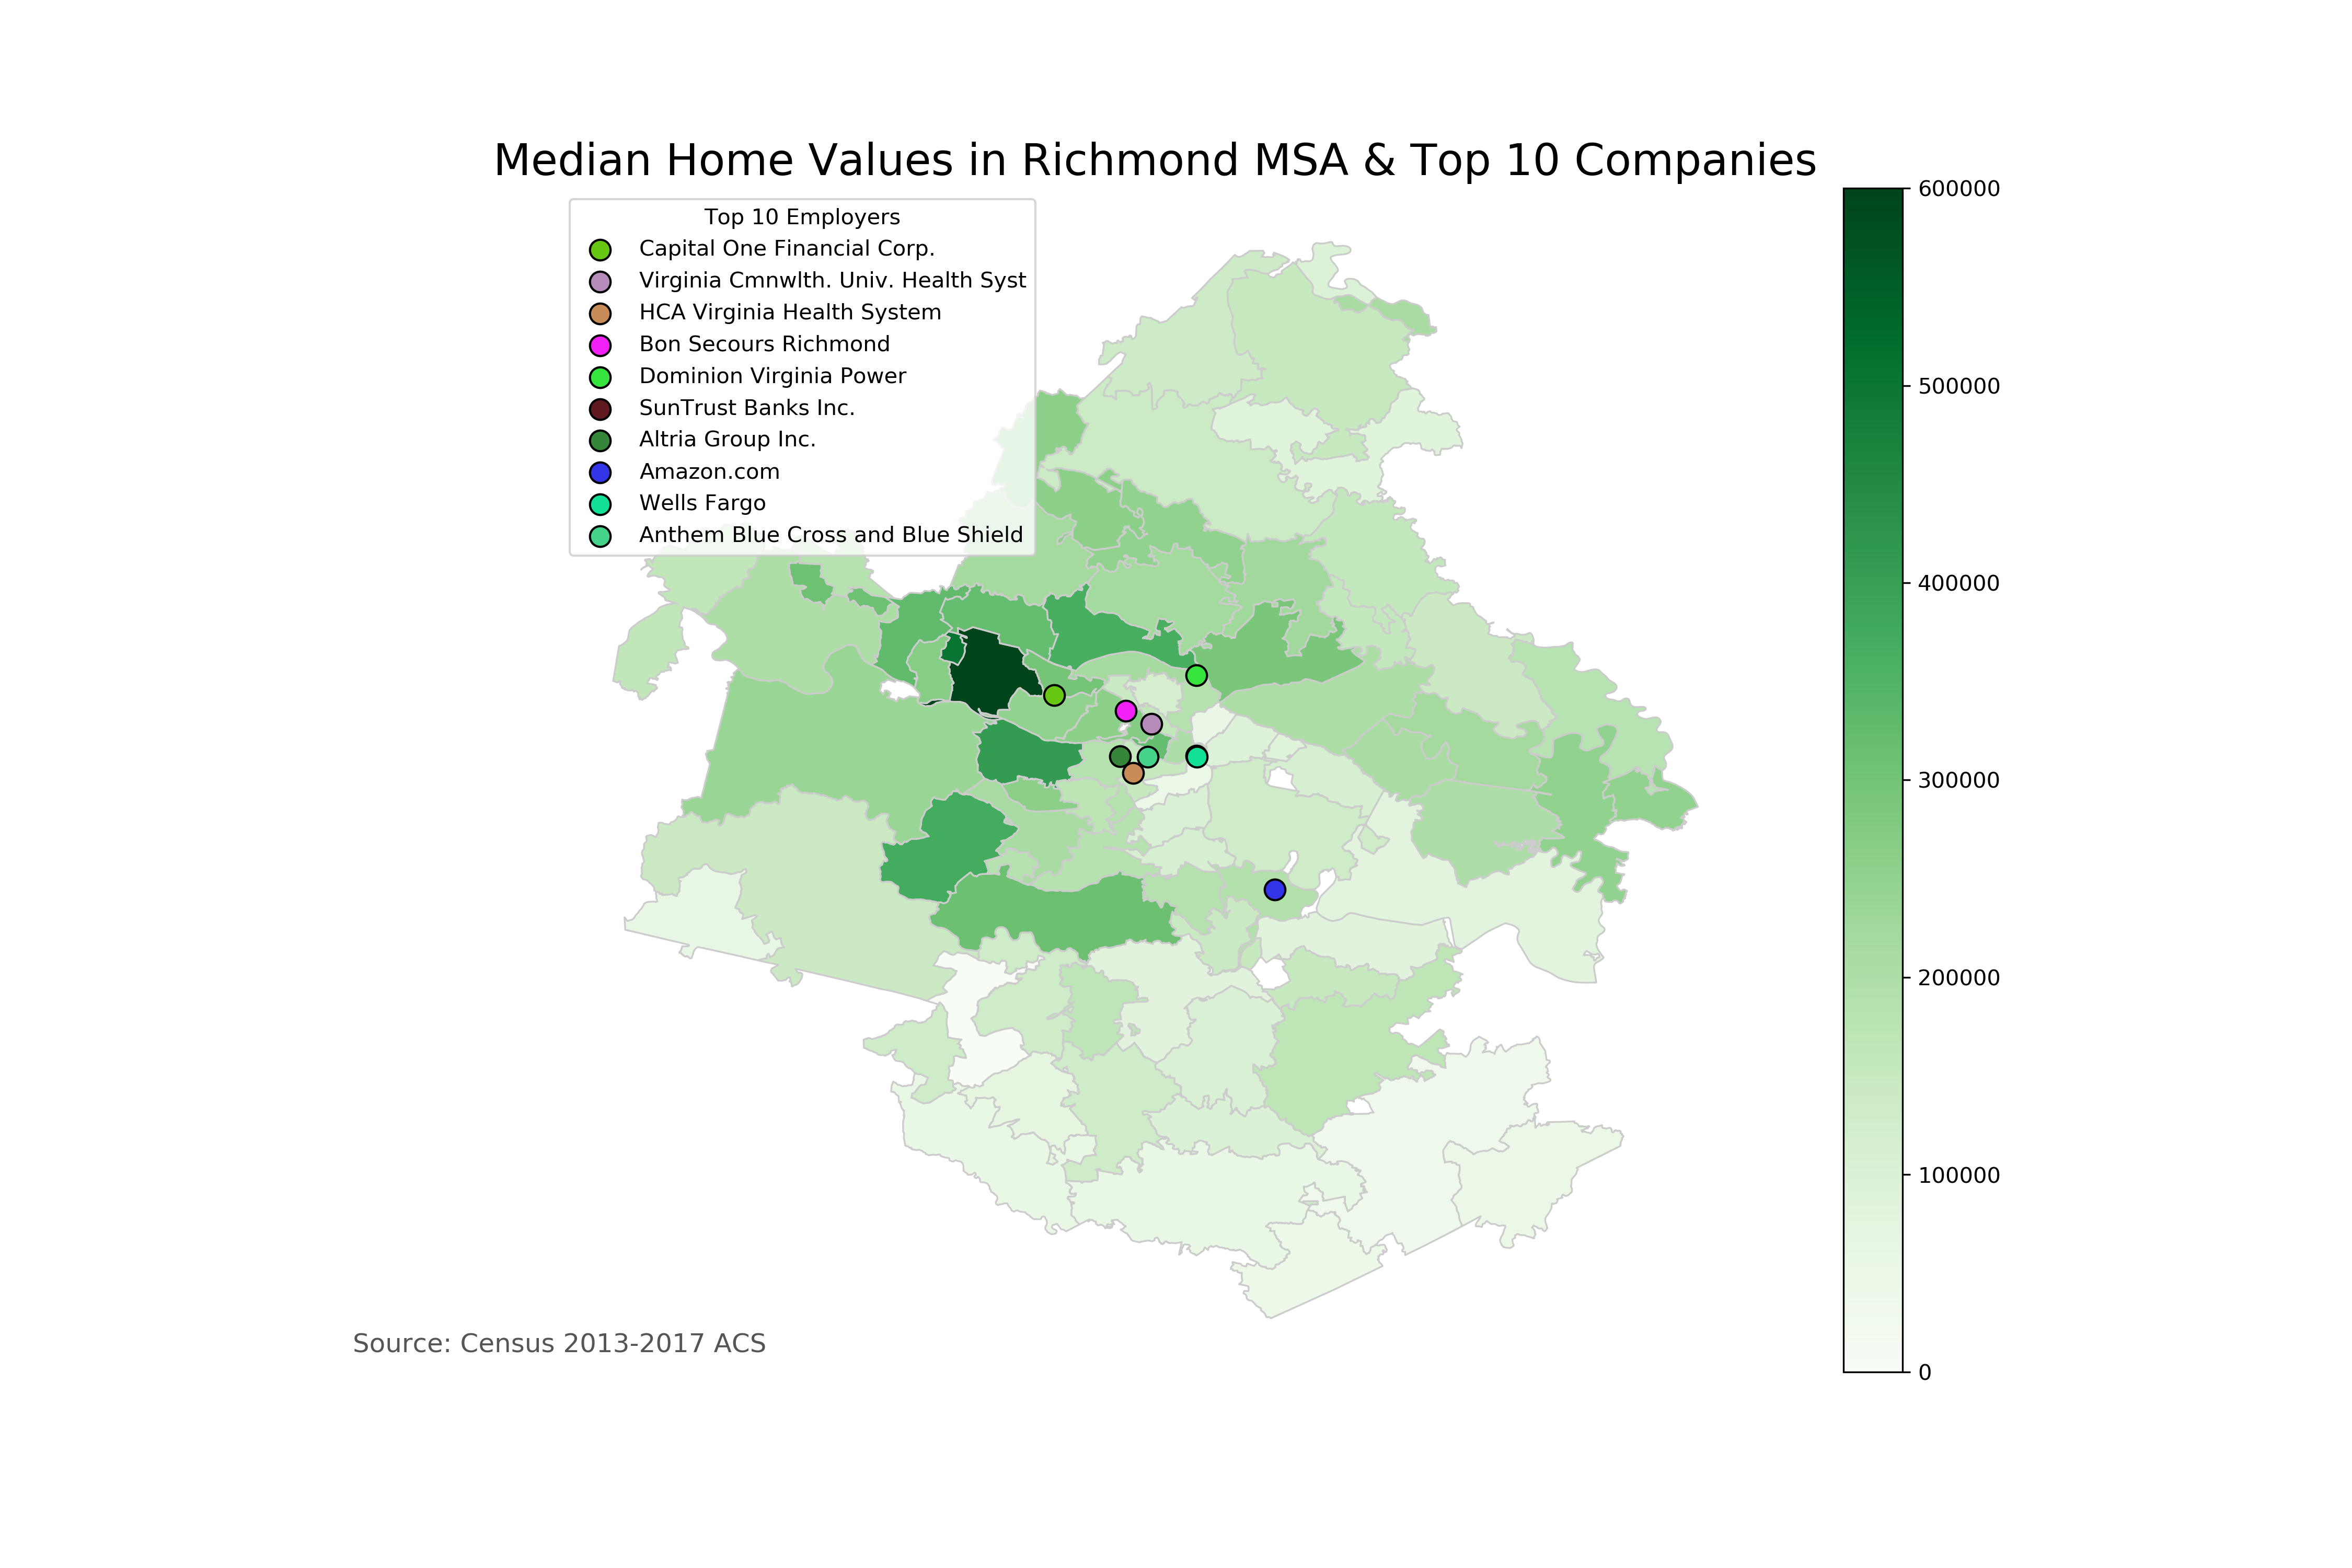 Median Home Values in Richmond MSA & Top 10 Companies
Top 10 Employers
Capital One Financial Corp.
Virginia Cmnwlth. Univ. Health Syst
HCA Virginia Health System
Bon Secours Richmond
Dominion Virginia Power
SunTrust Banks Inc.
Altria Group Inc.
Amazon.com
Wells Fargo
Anthem Blue Cross and Blue Shield
600000
500000
400000
300000
200000
100000
0
Source: Census 2013-2017 ACS